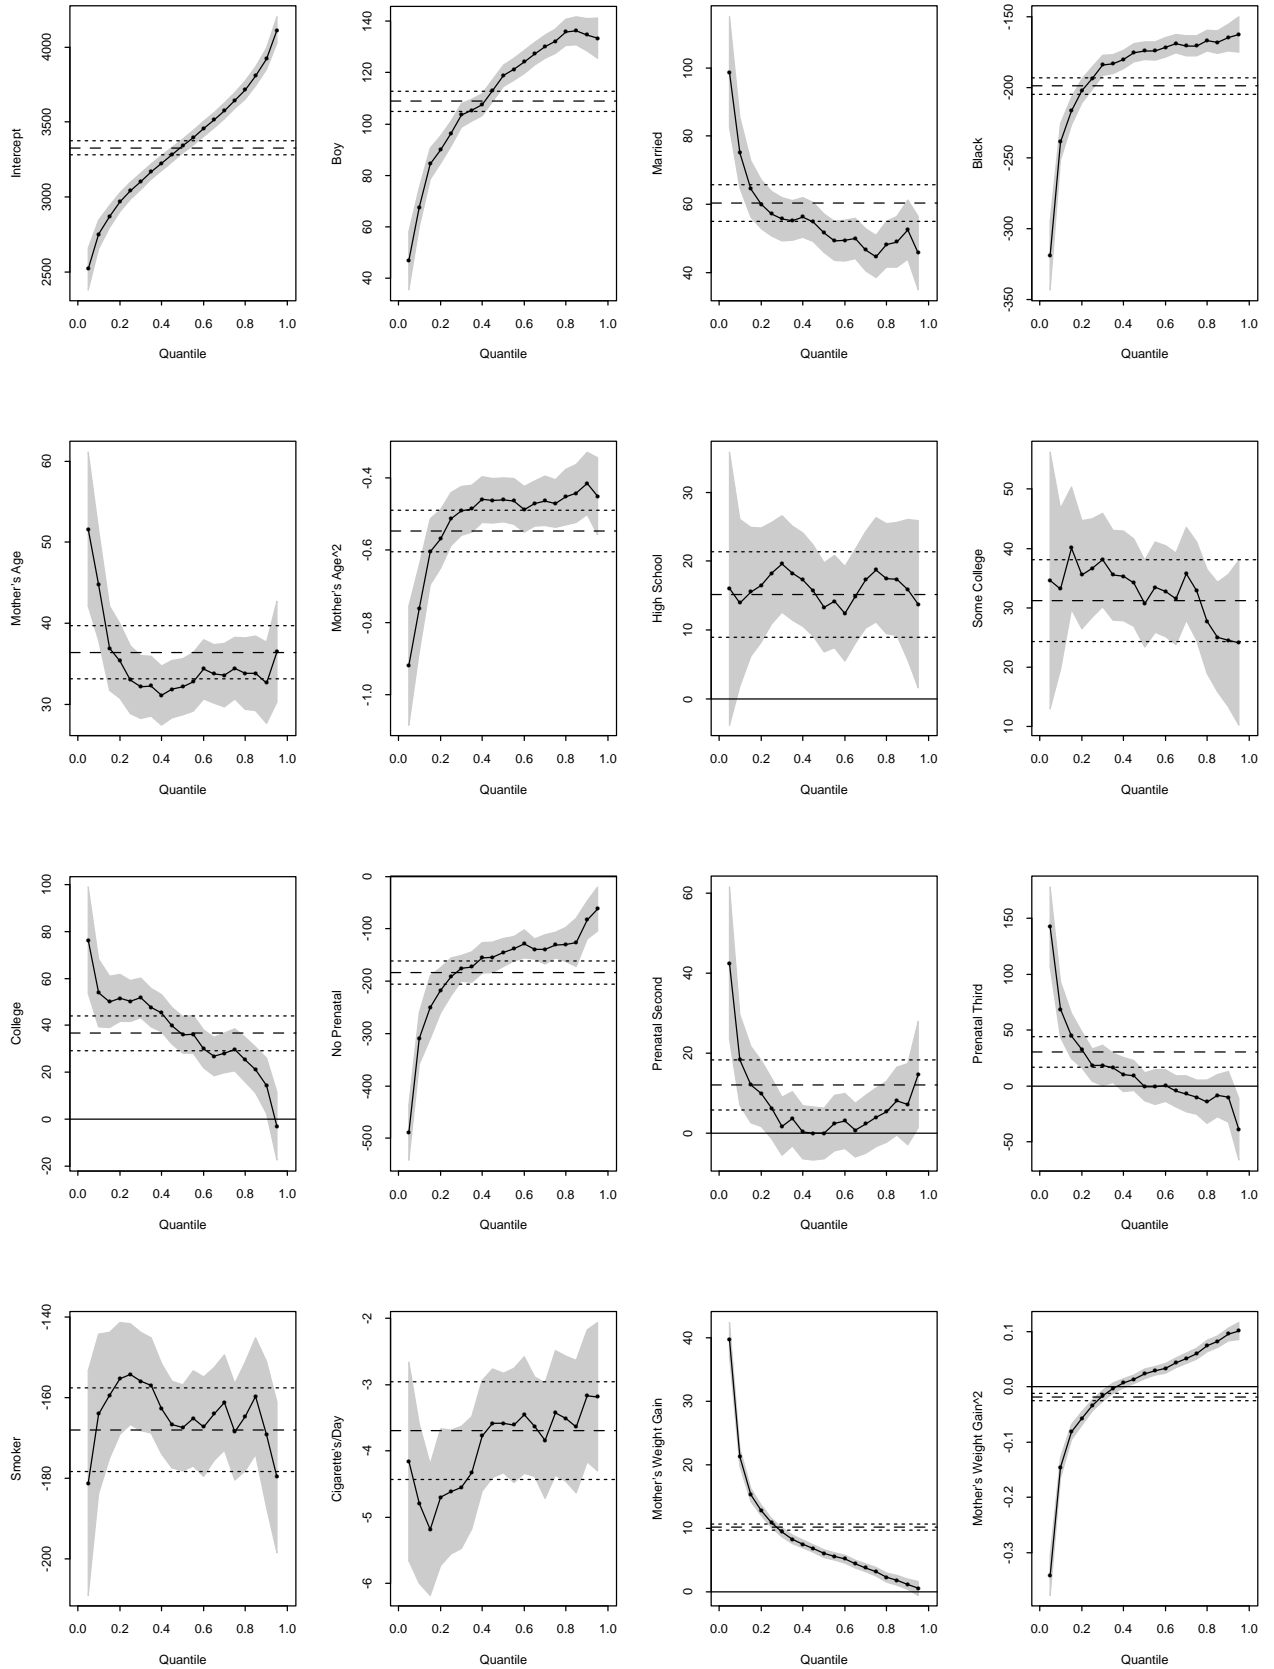 Intercept
2500 3000 3500 4000
0.0 0.2 0.4 0.6 0.8 1.0
Quantile
Boy
40 60 80 100 120 140
0.0 0.2 0.4 0.6 0.8 1.0
Quantile
Married
40 60 80 100
0.0 0.2 0.4 0.6 0.8 1.0
Quantile
Black
-350 -300 -250 -200 -150
0.0 0.2 0.4 0.6 0.8 1.0
Quantile
Mother's Age
30 40 50 60
0.0 0.2 0.4 0.6 0.8 1.0
Quantile
Mother's Age^2
-1.0 -0.8 -0.6 -0.4
0.0 0.2 0.4 0.6 0.8 1.0
Quantile
High School
0 10 20 30
0.0 0.2 0.4 0.6 0.8 1.0
Quantile
Some College
10 20 30 40 50
0.0 0.2 0.4 0.6 0.8 1.0
Quantile
College
-20 0 20 40 60 80 100
0.0 0.2 0.4 0.6 0.8 1.0
Quantile
No Prenatal
-500 -400 -300 -200 -100 0
0.0 0.2 0.4 0.6 0.8 1.0
Quantile
Prenatal Second
0 20 40 60
0.0 0.2 0.4 0.6 0.8 1.0
Quantile
Prenatal Third
-50 0 50 100 150
0.0 0.2 0.4 0.6 0.8 1.0
Quantile
Smoker
-200 -180 -160 -140
0.0 0.2 0.4 0.6 0.8 1.0
Quantile
Cigarette's/Day
-6 -5 -4 -3 -2
0.0 0.2 0.4 0.6 0.8 1.0
Quantile
Mother's Weight Gain
0 10 20 30 40
0.0 0.2 0.4 0.6 0.8 1.0
Quantile
Mother's Weight Gain^2
-0.3 -0.2 -0.1 0.0 0.1
0.0 0.2 0.4 0.6 0.8 1.0
Quantile